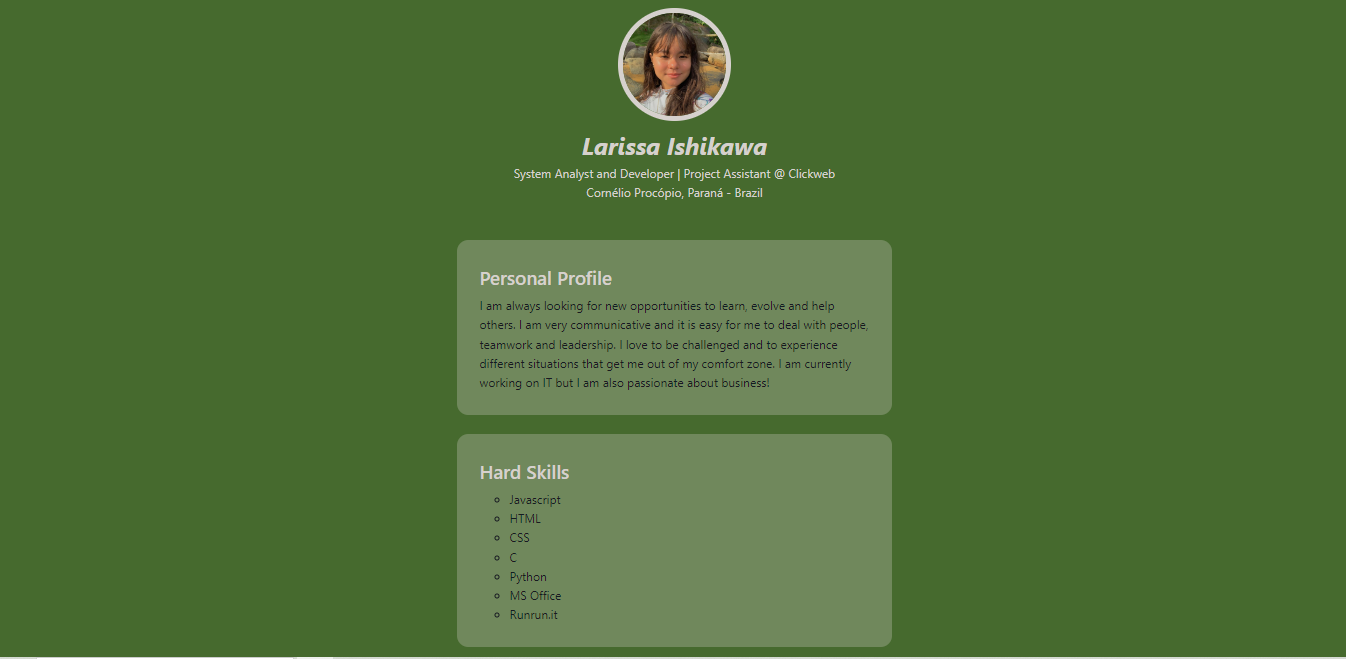 Larissa Ishikawa
System Analyst and Developer | Project Assistant @ Clickweb
Cornélio Procópio, Paraná - Brazil
Personal Profile
I am always looking for new opportunities to learn, evolve and help
others. I am very communicative and it is easy for me to deal with people,
teamwork and leadership. I love to be challenged and to experience
different situations that get me out of my comfort zone. I am currently
working on IT but I am also passionate about business!
Hard Skills
Javascript
HTML
CSS
C
Python
MS Office
Runrun.it